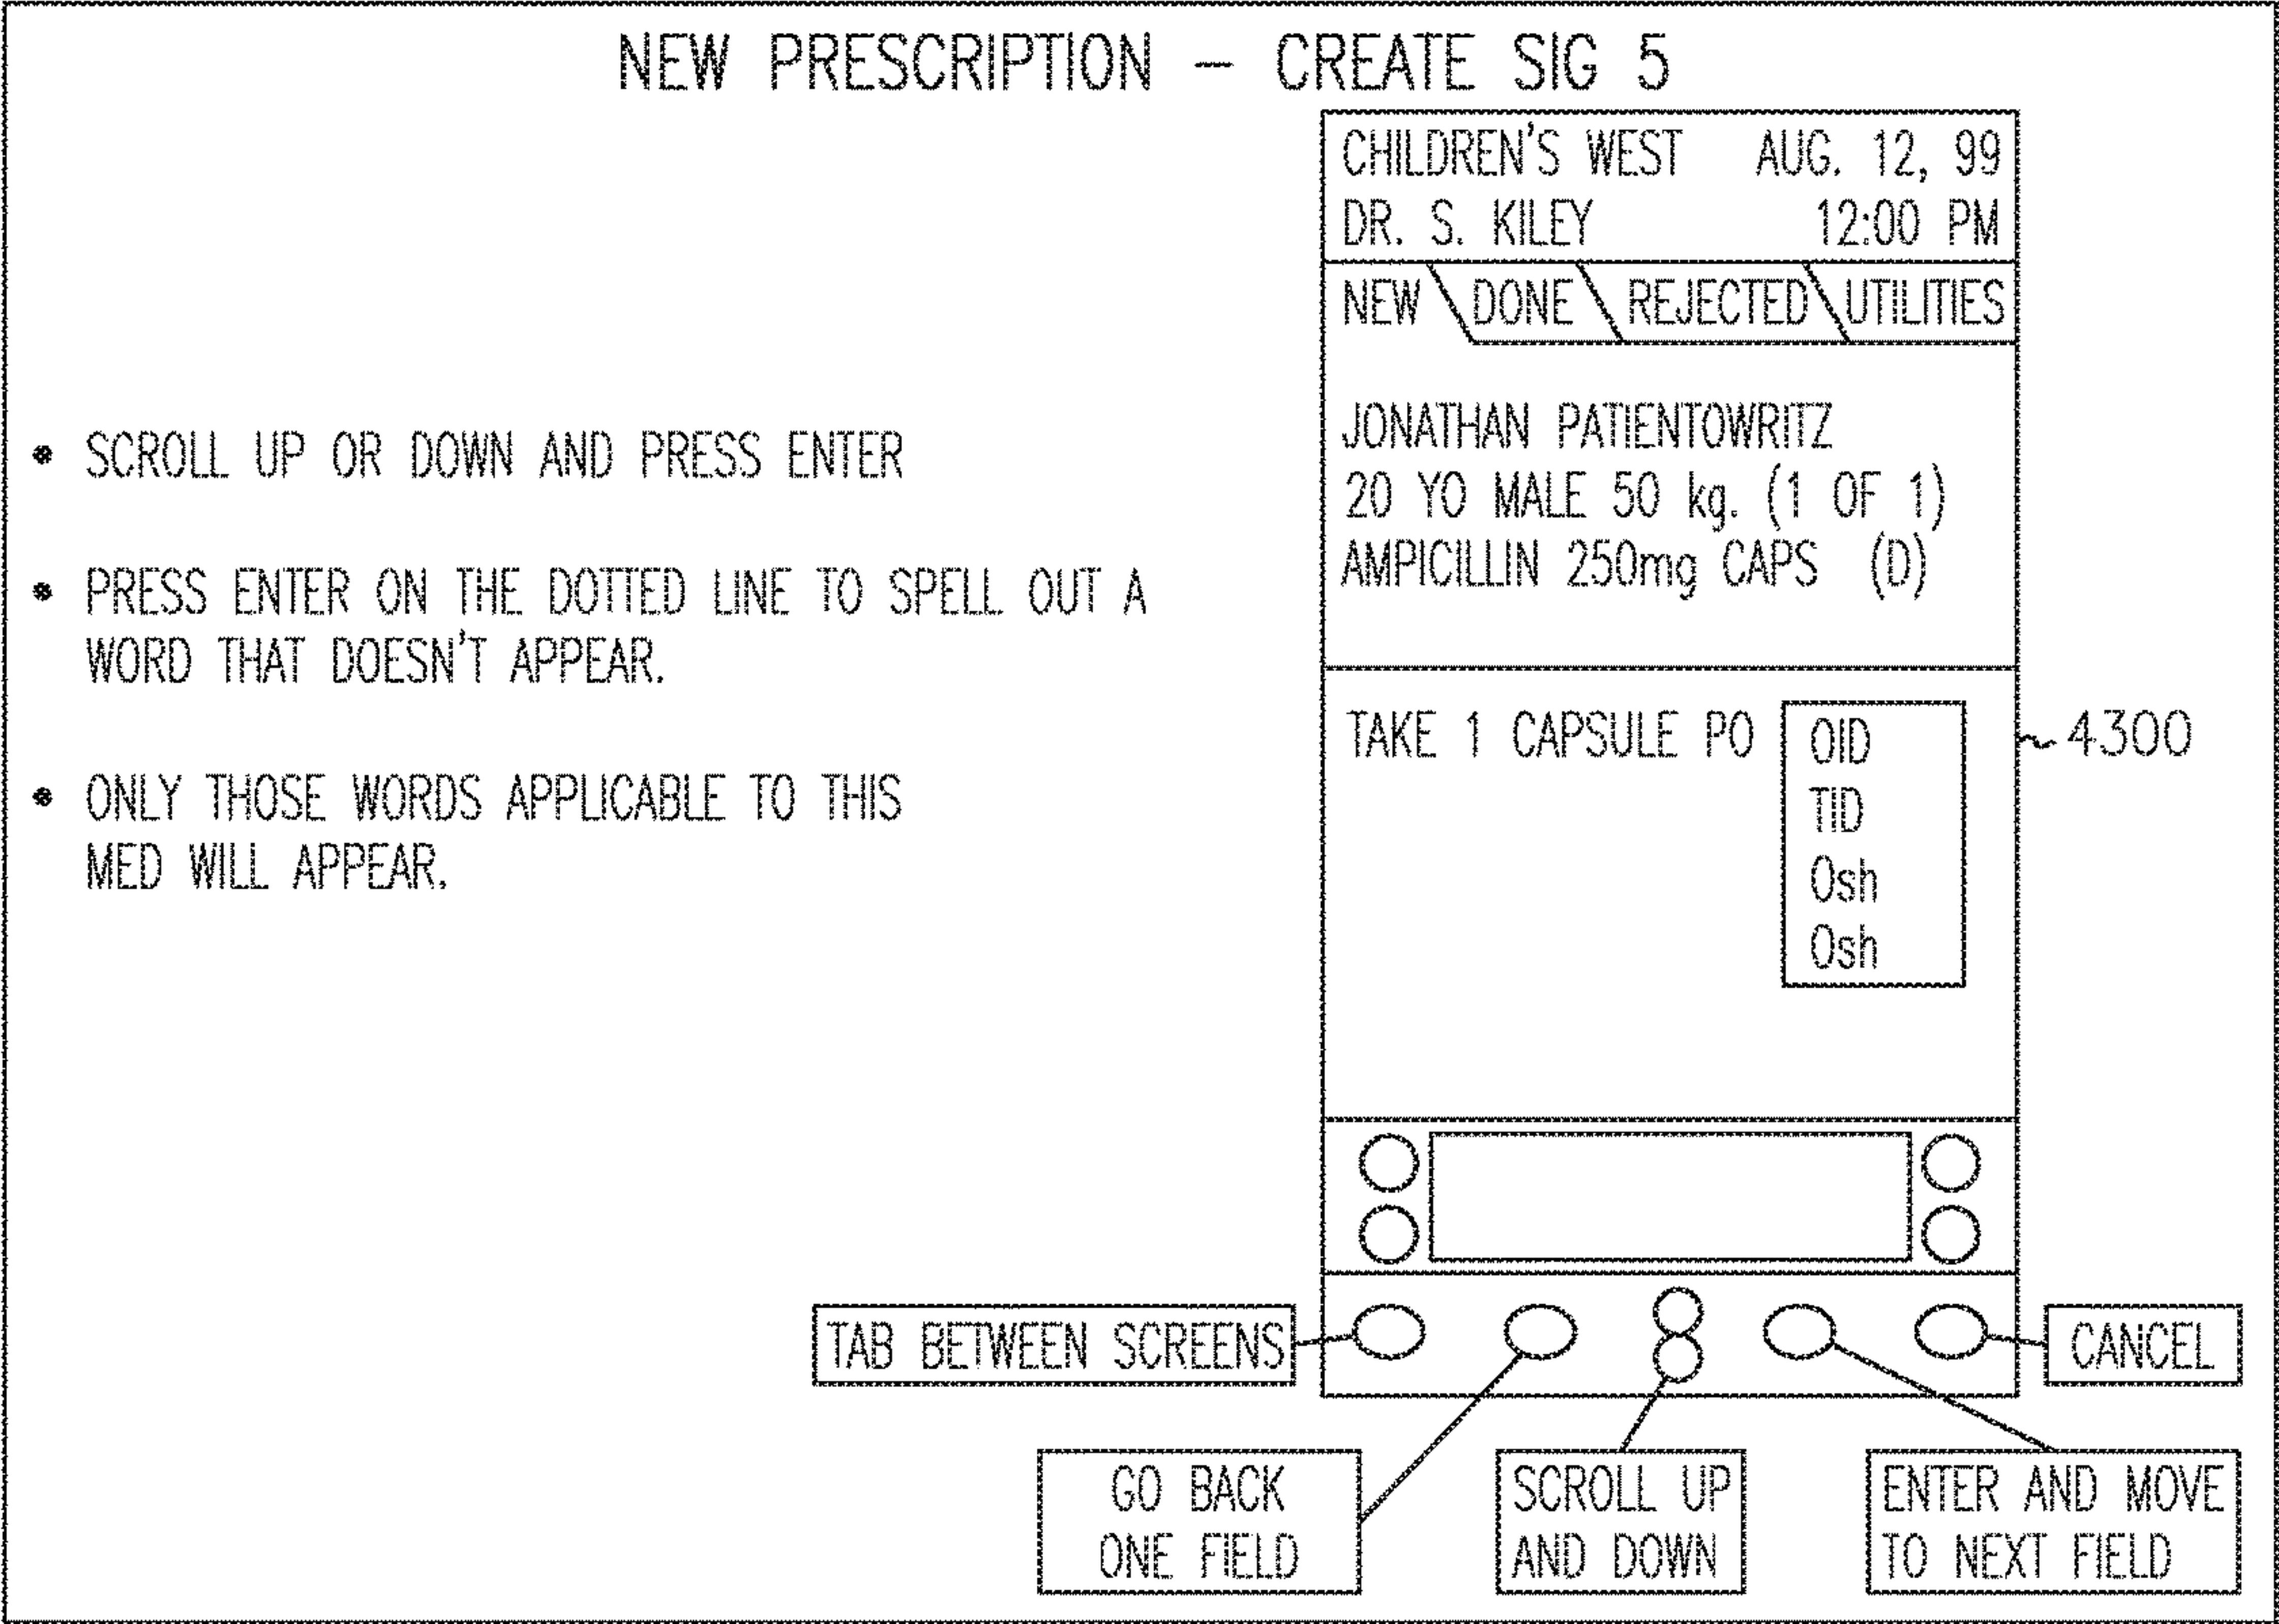 NEW PRESCRIPTION – CREATE SIG 5
• SCROLL UP OR DOWN AND PRESS ENTER
• PRESS ENTER ON THE DOTTED LINE TO SPELL OUT A
WORD THAT DOESN'T APPEAR.
• ONLY THOSE WORDS APPLICABLE TO THIS
MED WILL APPEAR.
CHILDREN'S WEST AUG. 12, 99
DR. S. KILEY 12:00 PM
NEW DONE REJECTED UTILITIES
JONATHAN PATIENTOWRITZ
20 YO MALE 50 kg. (1 OF 1)
AMPICILLIN 250mg CAPS (D)
TAKE 1 CAPSULE PO
OID
TID
Osh
Osh
4300
TAB BETWEEN SCREENS
CANCEL
GO BACK
ONE FIELD
SCROLL UP
AND DOWN
ENTER AND MOVE
TO NEXT FIELD